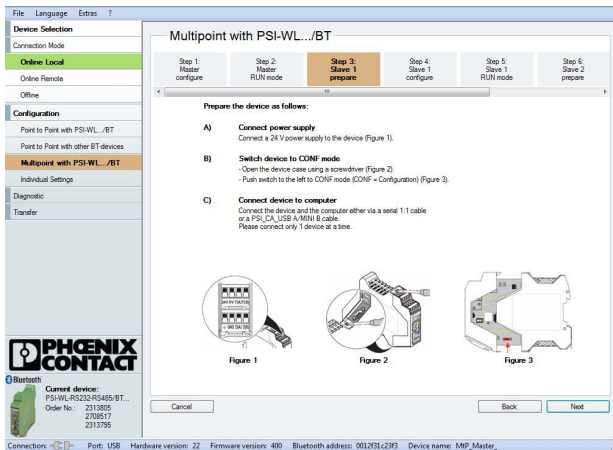 File Language Extras ?
Device Selection
Connection Mode
Online Local
Online Remote
Offline
Configuration
Point to Point with PSI-WL.../BT
Point to Point with other BT-devices
Multipoint with PSI-WL.../BT
Individual Settings
Diagnostic
Transfer
PHŒNIX
CONTACT
Bluetooth
Current device:
PSI-WL-RS232-RS485/BT...
Order No.: 2313805
2708517
2313795
Multipoint with PSI-WL.../BT
Step 1:
Master
configure
Step 2:
Master
RUN mode
Step 3:
Slave 1
prepare
Step 4:
Slave 1
configure
Step 5:
Slave 1
RUN mode
Step 6:
Slave 2
prepare
Prepare the device as follows:
A) Connect power supply
Connect a 24 V power supply to the device (Figure 1).
B) Switch device to CONF mode
- Open the device case using a screwdriver (Figure 2).
- Push switch to the left to CONF mode (CONF = Configuration) (Figure 3).
C) Connect device to computer
Connect the device and the computer either via a serial 1:1 cable
or a PSI_CA_USB A/MINI B cable.
Please connect only 1 device at a time.
Figure 1
Figure 2
Figure 3
Cancel
Back
Next
Connection: Port: USB Hardware version: 22 Firmware version: 400 Bluetooth address: 0012f31c23f3 Device name: MtP_Master_